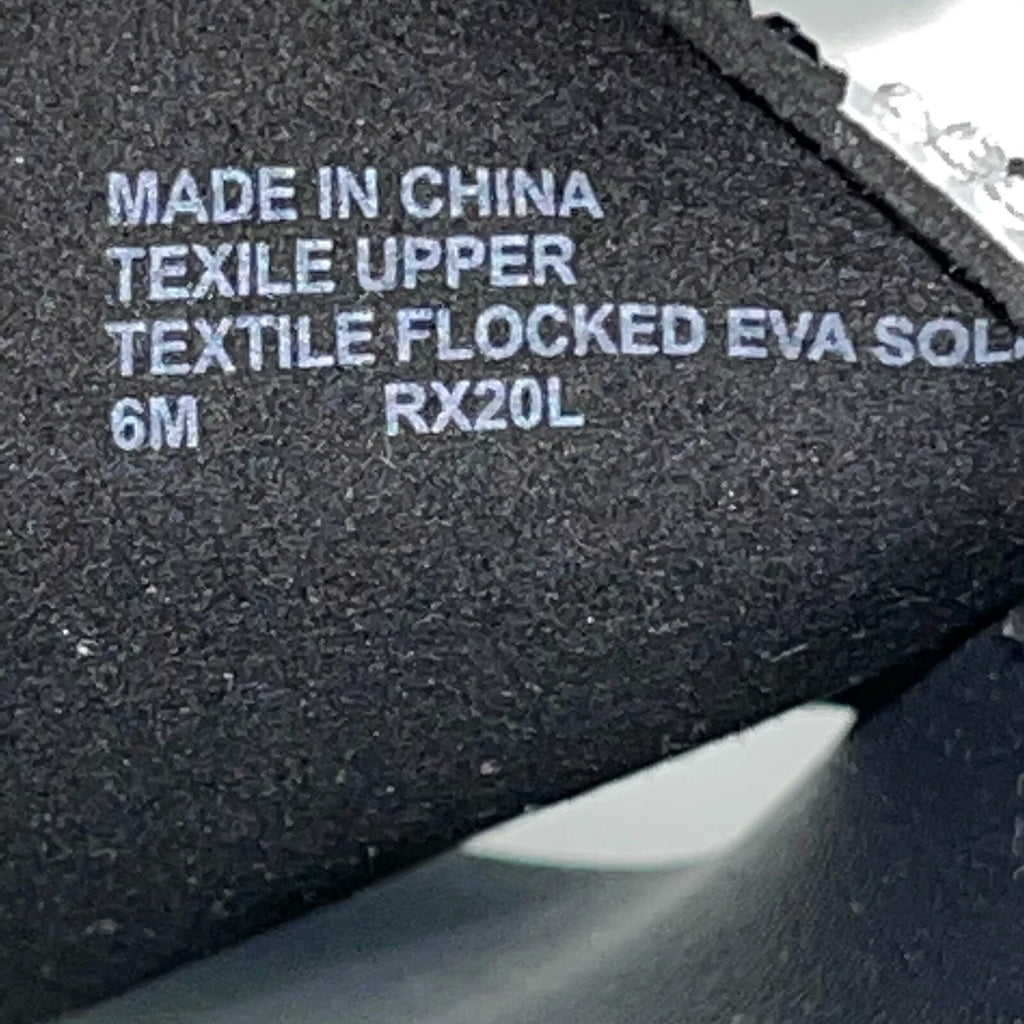 MADE IN CHINA
TEXILE UPPER
TEXTILE FLOCKED EVA
6M RX20L